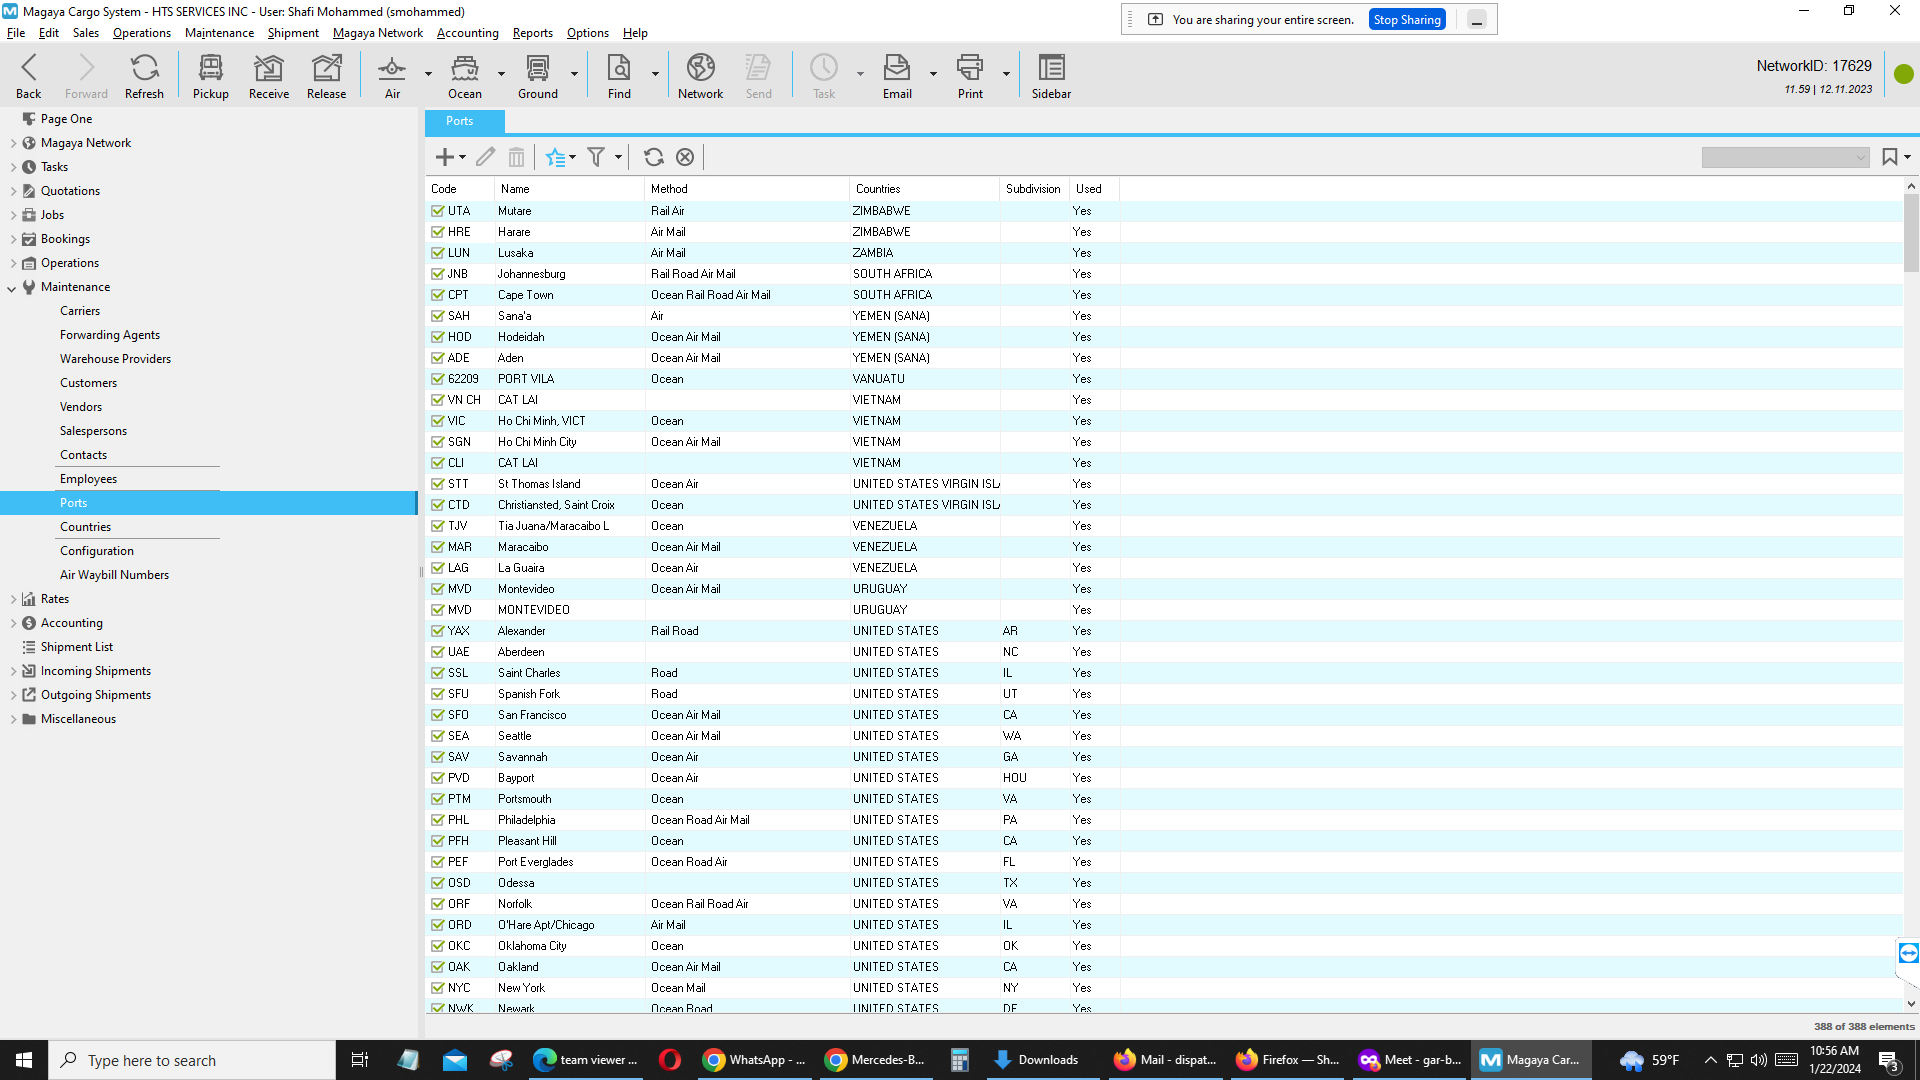 Magaya Cargo System - HTS SERVICES INC - User: Shafi Mohammed (smohammed)
You are sharing your entire screen. Stop Sharing
File Edit Sales Operations Maintenance Shipment Magaya Network Accounting Reports Options Help
Back Forward Refresh Pickup Receive Release Air Ocean Ground Find Network Send Task Email Print Sidebar
NetworkID: 17629
11.59 | 12.11.2023
Page One
Magaya Network
Tasks
Quotations
Jobs
Bookings
Operations
Maintenance
Carriers
Forwarding Agents
Warehouse Providers
Customers
Vendors
Salespersons
Contacts
Employees
Ports
Countries
Configuration
Air Waybill Numbers
Rates
Accounting
Shipment List
Incoming Shipments
Outgoing Shipments
Miscellaneous
Ports
Code Name Method Countries Subdivision Used
UTA Mutare Rail Air ZIMBABWE Yes
HRE Harare Air Mail ZIMBABWE Yes
LUN Lusaka Air Mail ZAMBIA Yes
JNB Johannesburg Rail Road Air Mail SOUTH AFRICA Yes
CPT Cape Town Ocean Rail Road Air Mail SOUTH AFRICA Yes
SAH Sana'a Air YEMEN (SANA) Yes
HOD Hodeidah Ocean Air Mail YEMEN (SANA) Yes
ADE Aden Ocean Air Mail YEMEN (SANA) Yes
62209 PORT VILA Ocean VANUATU Yes
VN CH CAT LAI VIETNAM Yes
VIC Ho Chi Minh, VICT Ocean VIETNAM Yes
SGN Ho Chi Minh City Ocean Air Mail VIETNAM Yes
CLI CAT LAI VIETNAM Yes
STT St Thomas Island Ocean Air UNITED STATES VIRGIN ISL Yes
CTD Christiansted, Saint Croix Ocean UNITED STATES VIRGIN ISL Yes
TJV Tia Juana/Maracaibo L Ocean VENEZUELA Yes
MAR Maracaibo Ocean Air Mail VENEZUELA Yes
LAG La Guaira Ocean Air VENEZUELA Yes
MVD Montevideo Ocean Air Mail URUGUAY Yes
MVD MONTEVIDEO URUGUAY Yes
YAX Alexander Rail Road UNITED STATES AR Yes
UAE Aberdeen UNITED STATES NC Yes
SSL Saint Charles Road UNITED STATES IL Yes
SFU Spanish Fork Road UNITED STATES UT Yes
SFO San Francisco Ocean Air Mail UNITED STATES CA Yes
SEA Seattle Ocean Air Mail UNITED STATES WA Yes
SAV Savannah Ocean Air UNITED STATES GA Yes
PVD Bayport Ocean Air UNITED STATES HOU Yes
PTM Portsmouth Ocean UNITED STATES VA Yes
PHL Philadelphia Ocean Road Air Mail UNITED STATES PA Yes
PFH Pleasant Hill Ocean UNITED STATES CA Yes
PEF Port Everglades Ocean Road Air UNITED STATES FL Yes
OSD Odessa UNITED STATES TX Yes
ORF Norfolk Ocean Rail Road Air UNITED STATES VA Yes
ORD O'Hare Apt/Chicago Air Mail UNITED STATES IL Yes
OKC Oklahoma City Ocean UNITED STATES OK Yes
OAK Oakland Ocean Air Mail UNITED STATES CA Yes
NYC New York Ocean Mail UNITED STATES NY Yes
NWK Newark Ocean Road UNITED STATES DE Yes
388 of 388 elements
Type here to search
team viewer ...
WhatsApp - ...
Mercedes-B...
Downloads
Mail - dispat...
Firefox — Sh...
Meet - gar-b...
Magaya Car...
59°F
10:56 AM
1/22/2024
3